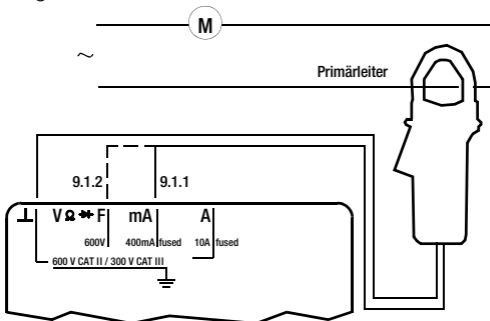 M
~
Primärleiter
9.1.2 9.1.1
⊥ V Ω F mA A
600V 400mA fused 10A fused
600 V CAT II / 300 V CAT III